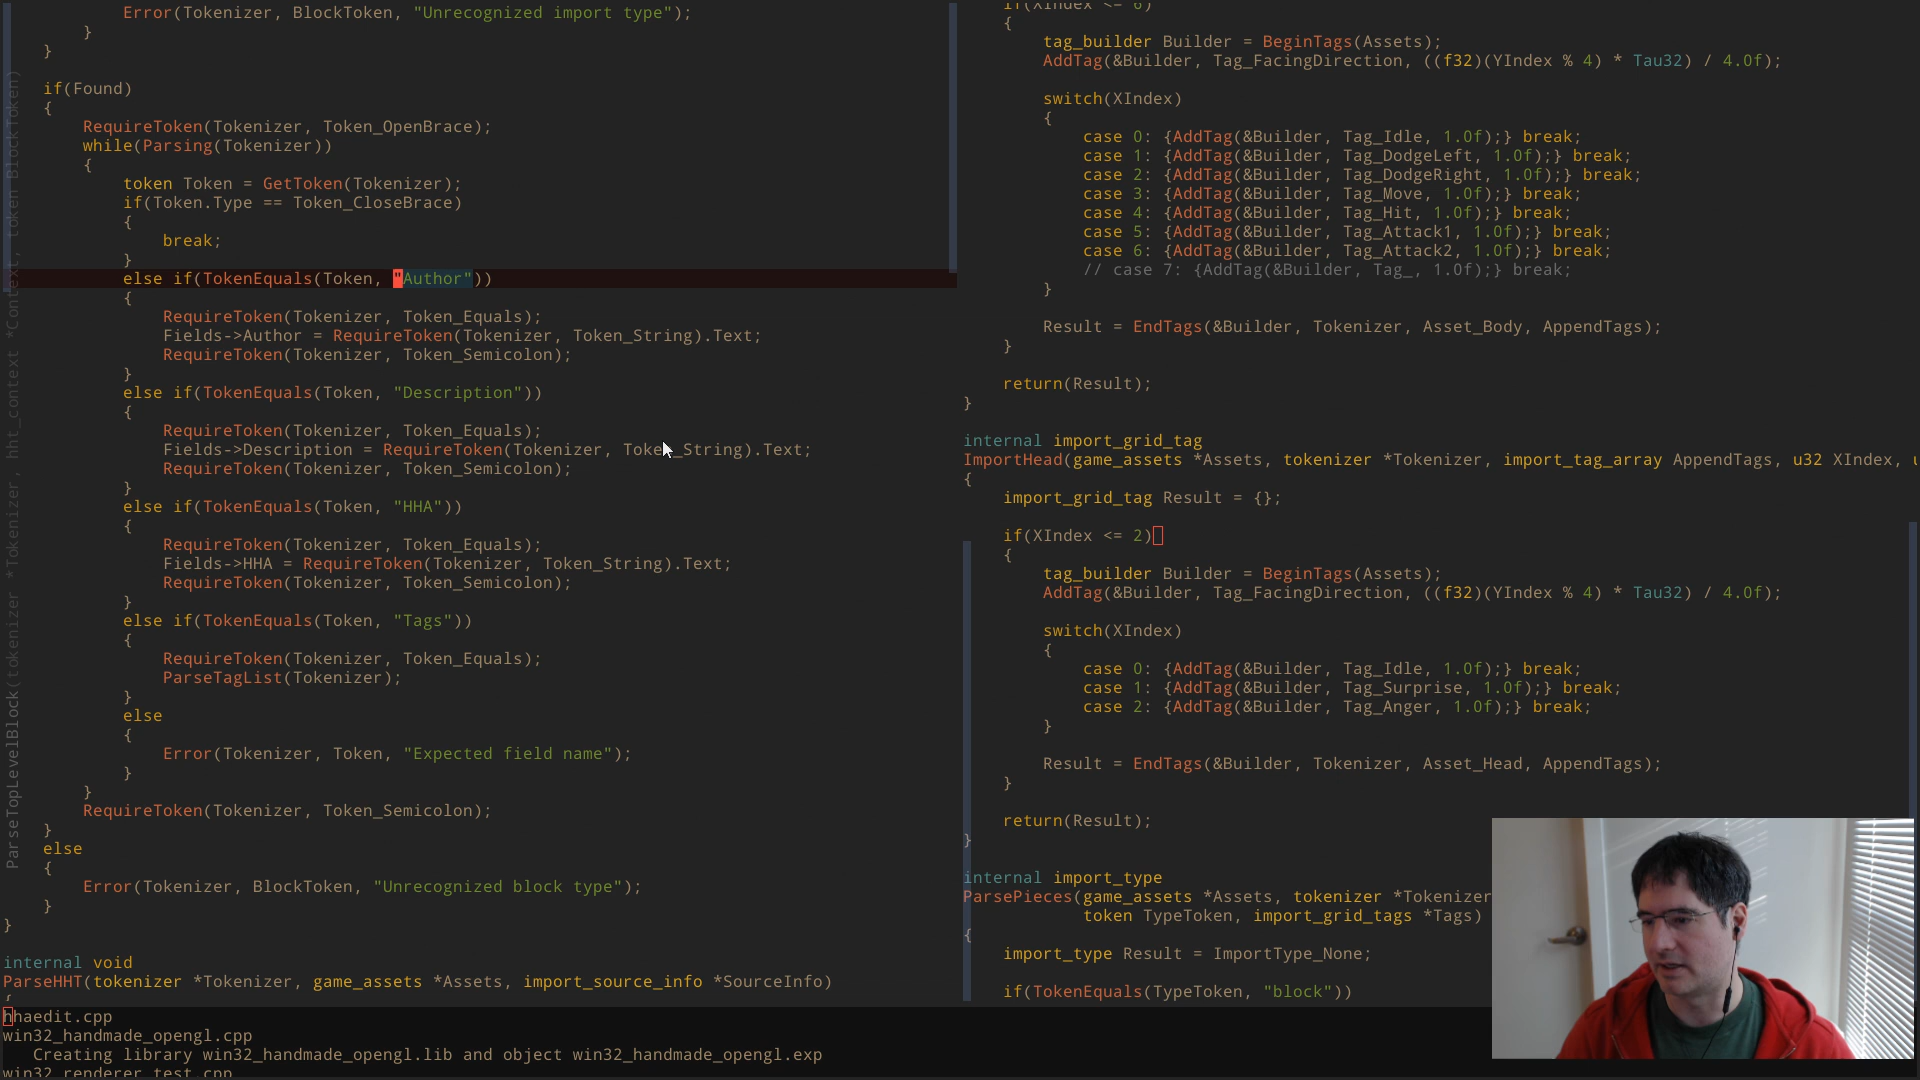 Error(Tokenizer, BlockToken, "Unrecognized import type");
}
}
if(Found)
{
RequireToken(Tokenizer, Token_OpenBrace);
while(Parsing(Tokenizer))
{
token Token = GetToken(Tokenizer);
if(Token.Type == Token_CloseBrace)
{
break;
}
else if(TokenEquals(Token, "Author"))
{
RequireToken(Tokenizer, Token_Equals);
Fields->Author = RequireToken(Tokenizer, Token_String).Text;
RequireToken(Tokenizer, Token_Semicolon);
}
else if(TokenEquals(Token, "Description"))
{
RequireToken(Tokenizer, Token_Equals);
Fields->Description = RequireToken(Tokenizer, Token_String).Text;
RequireToken(Tokenizer, Token_Semicolon);
}
else if(TokenEquals(Token, "HHA"))
{
RequireToken(Tokenizer, Token_Equals);
Fields->HHA = RequireToken(Tokenizer, Token_String).Text;
RequireToken(Tokenizer, Token_Semicolon);
}
else if(TokenEquals(Token, "Tags"))
{
RequireToken(Tokenizer, Token_Equals);
ParseTagList(Tokenizer);
}
else
{
Error(Tokenizer, Token, "Expected field name");
}
}
RequireToken(Tokenizer, Token_Semicolon);
}
else
{
Error(Tokenizer, BlockToken, "Unrecognized block type");
}
}
internal void
ParseHHT(tokenizer *Tokenizer, game_assets *Assets, import_source_info *SourceInfo)
{
ParseTopLevelBlock(tokenizer *Tokenizer, hht_context *Context, token BlockToken)
if(XIndex <= 6)
{
tag_builder Builder = BeginTags(Assets);
AddTag(&Builder, Tag_FacingDirection, ((f32)(YIndex % 4) * Tau32) / 4.0f);
switch(XIndex)
{
case 0: {AddTag(&Builder, Tag_Idle, 1.0f);} break;
case 1: {AddTag(&Builder, Tag_DodgeLeft, 1.0f);} break;
case 2: {AddTag(&Builder, Tag_DodgeRight, 1.0f);} break;
case 3: {AddTag(&Builder, Tag_Move, 1.0f);} break;
case 4: {AddTag(&Builder, Tag_Hit, 1.0f);} break;
case 5: {AddTag(&Builder, Tag_Attack1, 1.0f);} break;
case 6: {AddTag(&Builder, Tag_Attack2, 1.0f);} break;
// case 7: {AddTag(&Builder, Tag_, 1.0f);} break;
}
Result = EndTags(&Builder, Tokenizer, Asset_Body, AppendTags);
}
return(Result);
}
internal import_grid_tag
ImportHead(game_assets *Assets, tokenizer *Tokenizer, import_tag_array AppendTags, u32 XIndex, u
{
import_grid_tag Result = {};
if(XIndex <= 2)
{
tag_builder Builder = BeginTags(Assets);
AddTag(&Builder, Tag_FacingDirection, ((f32)(YIndex % 4) * Tau32) / 4.0f);
switch(XIndex)
{
case 0: {AddTag(&Builder, Tag_Idle, 1.0f);} break;
case 1: {AddTag(&Builder, Tag_Surprise, 1.0f);} break;
case 2: {AddTag(&Builder, Tag_Anger, 1.0f);} break;
}
Result = EndTags(&Builder, Tokenizer, Asset_Head, AppendTags);
}
return(Result);
}
internal import_type
ParsePieces(game_assets *Assets, tokenizer *Tokenizer
token TypeToken, import_grid_tags *Tags)
{
import_type Result = ImportType_None;
if(TokenEquals(TypeToken, "block"))
hhaedit.cpp
win32_handmade_opengl.cpp
Creating library win32_handmade_opengl.lib and object win32_handmade_opengl.exp
win32_renderer_test.cpp